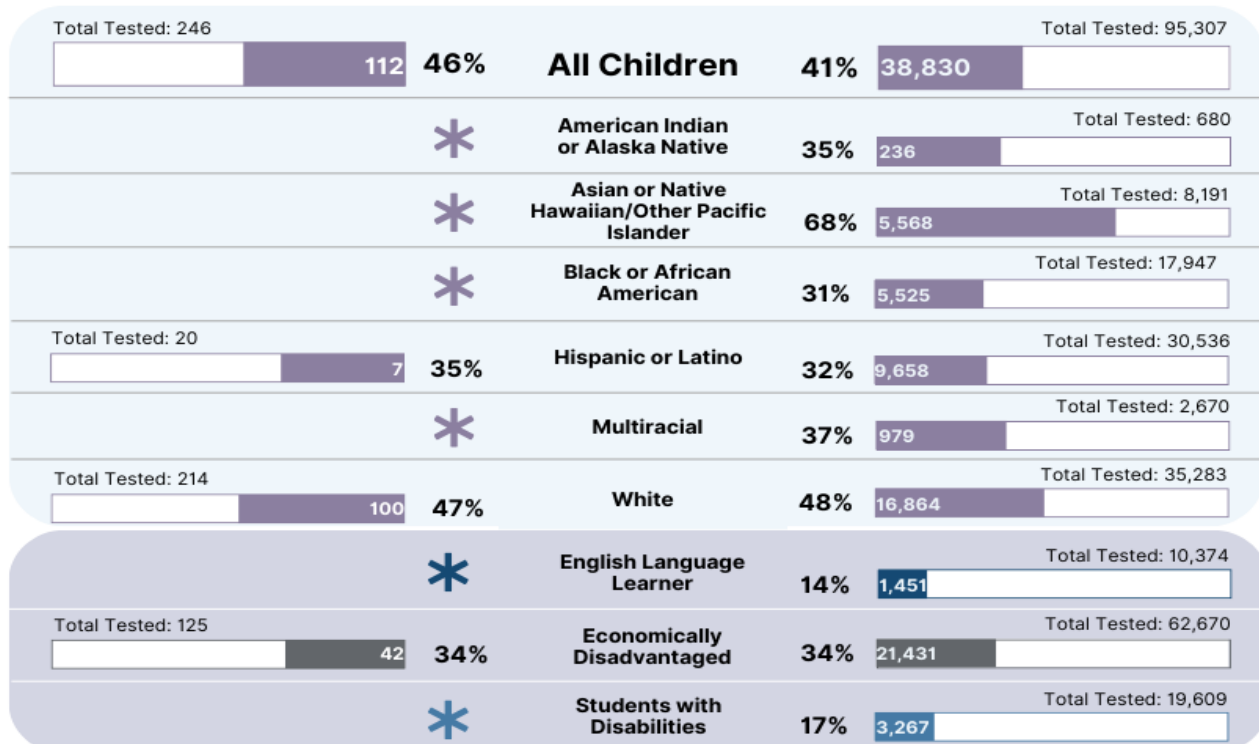 Total Tested: 246
112 46% All Children 41% 38,830
Total Tested: 95,307
* American Indian
or Alaska Native 35% 236
Total Tested: 680
* Asian or Native
Hawaiian/Other Pacific
Islander 68% 5,568
Total Tested: 8,191
* Black or African
American 31% 5,525
Total Tested: 17,947
Total Tested: 20
7 35% Hispanic or Latino 32% 9,658
Total Tested: 30,536
* Multiracial 37% 979
Total Tested: 2,670
Total Tested: 214
100 47% White 48% 16,864
Total Tested: 35,283
* English Language
Learner 14% 1,451
Total Tested: 10,374
Total Tested: 125
42 34% Economically
Disadvantaged 34% 21,431
Total Tested: 62,670
* Students with
Disabilities 17% 3,267
Total Tested: 19,609